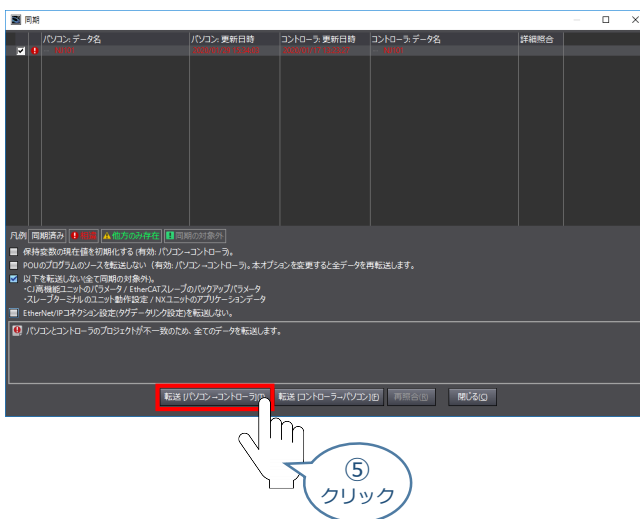 同期
パソコン: データ名 パソコン: 更新日時 コントローラ: 更新日時 コントローラ: データ名 詳細照合
凡例 同期済み 他方のみ存在 同期の対象外
保持変数の現在値を初期化する (有効: パソコン→コントローラ)。
POUのプログラムのソースを転送しない (有効: パソコン→コントローラ)。本オプションを変更すると全データを再転送します。
以下を転送しない(全て同期の対象外)。
・CJ高機能ユニットのパラメータ / EtherCATスレーブのバックアップパラメータ
・スレーブターミナルのユニット動作設定 / NXユニットのアプリケーションデータ
EtherNet/IPコネクション設定(タグデータリンク設定)を転送しない。
パソコンとコントローラのプロジェクトが不一致のため、全てのデータを転送します。
転送 [パソコン→コントローラ](T) 転送 [コントローラ→パソコン](F) 再照合(R) 閉じる(C)
⑤
クリック